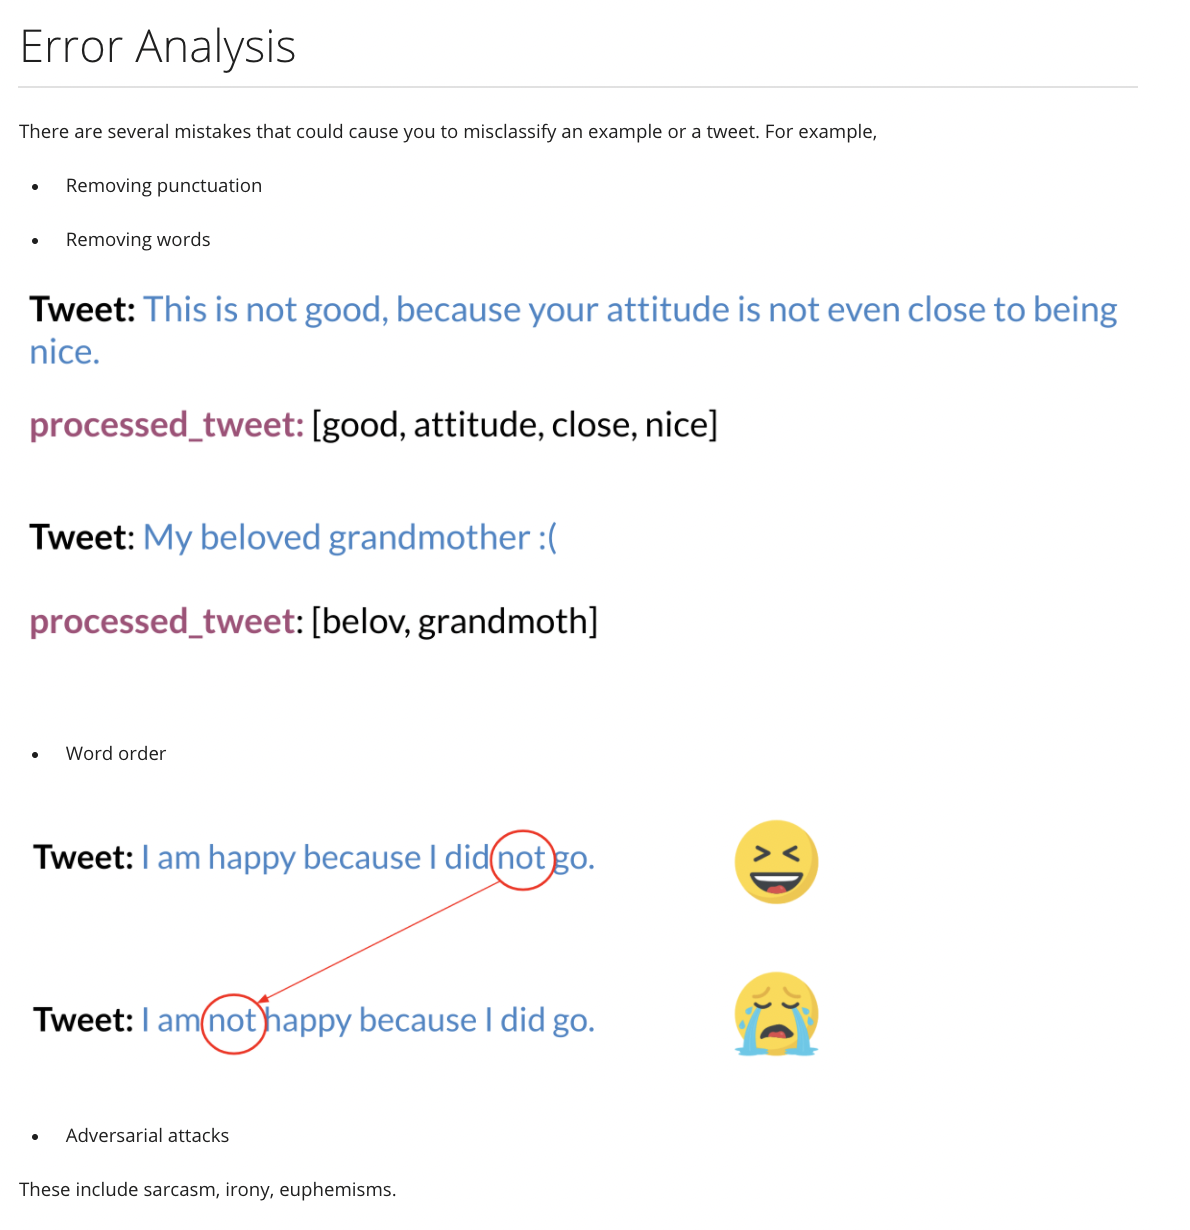 Error Analysis
There are several mistakes that could cause you to misclassify an example or a tweet. For example,
• Removing punctuation
• Removing words
Tweet: This is not good, because your attitude is not even close to being
nice.
processed_tweet: [good, attitude, close, nice]
Tweet: My beloved grandmother :(
processed_tweet: [belov, grandmoth]
• Word order
Tweet: I am happy because I did not go.
Tweet: I am not happy because I did go.
• Adversarial attacks
These include sarcasm, irony, euphemisms.